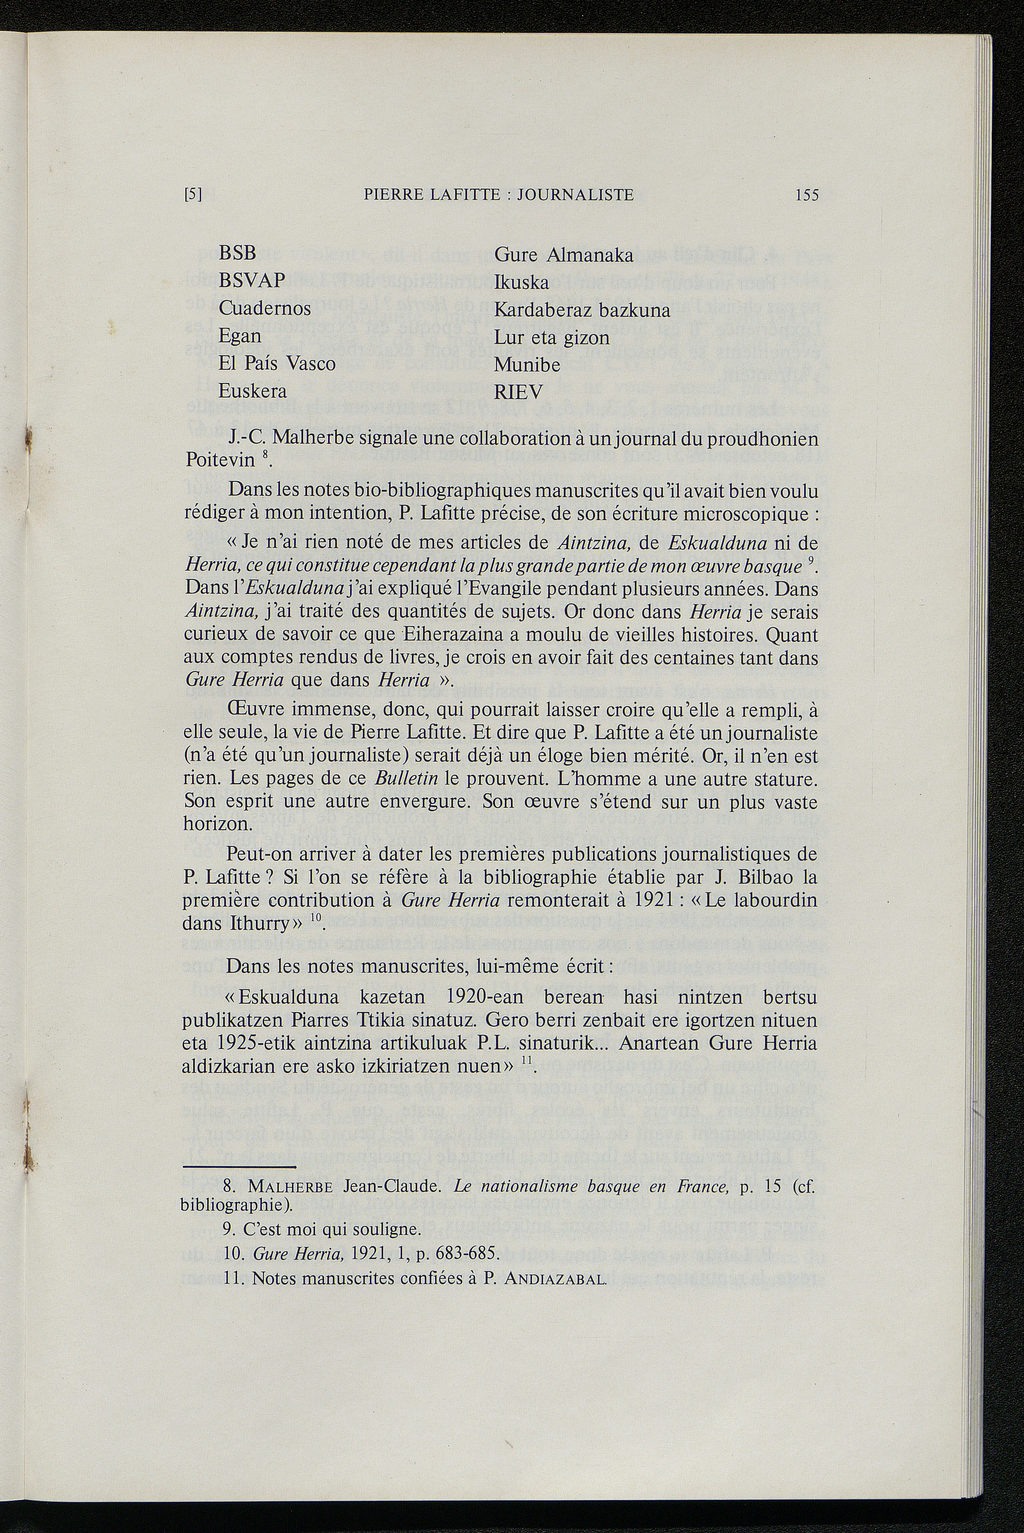 [5] PIERRE LAFITTE : JOURNALISTE 155
BSB
BSVAP
Cuadernos
Egan
El País Vasco
Euskera
Gure Almanaka
Ikuska
Kardaberaz bazkuna
Lur eta gizon
Munibe
RIEV
J.-C. Malherbe signale une collaboration à un journal du proudhonien
Poitevin 8.
Dans les notes bio-bibliographiques manuscrites qu'il avait bien voulu
rédiger à mon intention, P. Lafitte précise, de son écriture microscopique :
« Je n'ai rien noté de mes articles de Aintzina, de Eskualduna ni de
Herria, ce qui constitue cependant la plus grande partie de mon œuvre basque 9.
Dans l'Eskualduna j'ai expliqué l'Evangile pendant plusieurs années. Dans
Aintzina, j'ai traité des quantités de sujets. Or donc dans Herria je serais
curieux de savoir ce que Eiherazaina a moulu de vieilles histoires. Quant
aux comptes rendus de livres, je crois en avoir fait des centaines tant dans
Gure Herria que dans Herria ».
Œuvre immense, donc, qui pourrait laisser croire qu'elle a rempli, à
elle seule, la vie de Pierre Lafitte. Et dire que P. Lafitte a été un journaliste
(n'a été qu'un journaliste) serait déjà un éloge bien mérité. Or, il n'en est
rien. Les pages de ce Bulletin le prouvent. L'homme a une autre stature.
Son esprit une autre envergure. Son œuvre s'étend sur un plus vaste
horizon.
Peut-on arriver à dater les premières publications journalistiques de
P. Lafitte ? Si l'on se réfère à la bibliographie établie par J. Bilbao la
première contribution à Gure Herria remonterait à 1921 : « Le labourdin
dans Ithurry » 10.
Dans les notes manuscrites, lui-même écrit :
« Eskualduna kazetan 1920-ean berean hasi nintzen bertsu
publikatzen Piarres Ttikia sinatuz. Gero berri zenbait ere igortzen nituen
eta 1925-etik aintzina artikuluak P.L. sinaturik... Anartean Gure Herria
aldizkarian ere asko izkiriatzen nuen » 11.
8. MALHERBE Jean-Claude. Le nationalisme basque en France, p. 15 (cf.
bibliographie).
9. C'est moi qui souligne.
10. Gure Herria, 1921, 1, p. 683-685.
11. Notes manuscrites confiées à P. ANDIAZABAL.